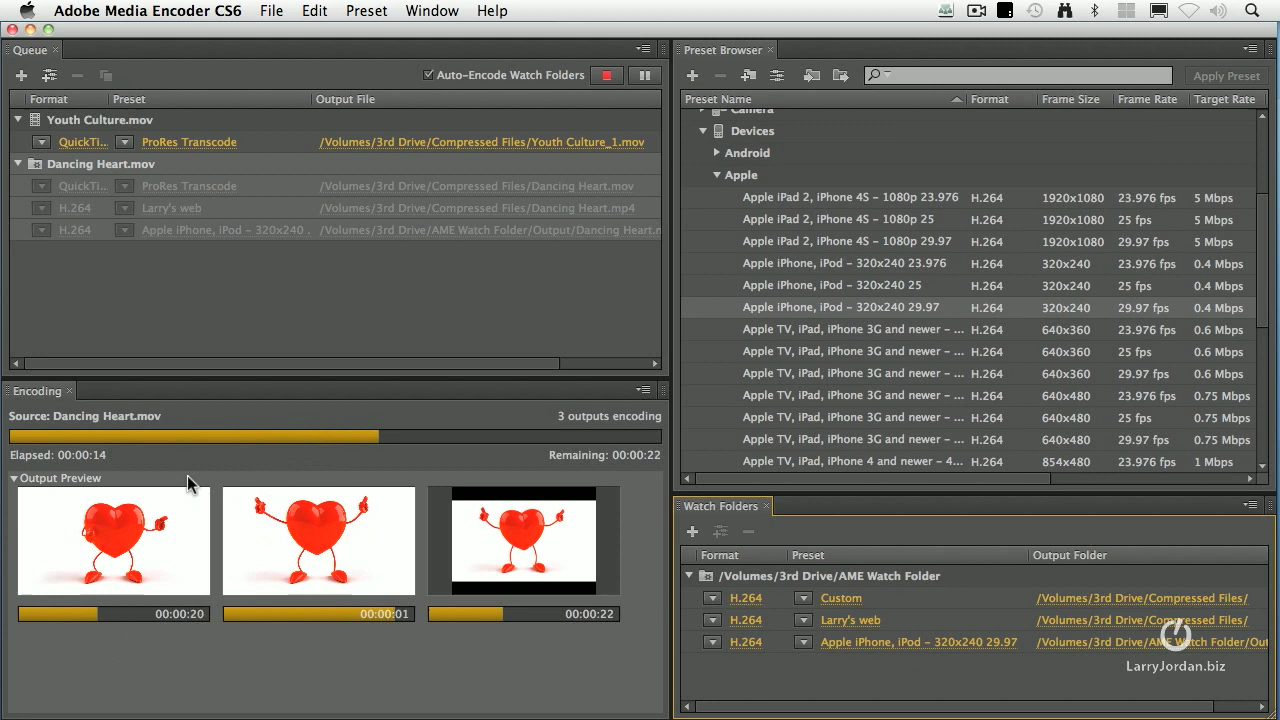 Adobe Media Encoder CS6 File Edit Preset Window Help
Queue
Auto-Encode Watch Folders
Format Preset Output File
Youth Culture.mov
QuickTi... ProRes Transcode /Volumes/3rd Drive/Compressed Files/Youth Culture_1.mov
Dancing Heart.mov
QuickTi... ProRes Transcode /Volumes/3rd Drive/Compressed Files/Dancing Heart.mov
H.264 Larry's web /Volumes/3rd Drive/Compressed Files/Dancing Heart.mp4
H.264 Apple iPhone, iPod - 320x240 . /Volumes/3rd Drive/AME Watch Folder/Output/Dancing Heart.m
Encoding
Source: Dancing Heart.mov 3 outputs encoding
Elapsed: 00:00:14 Remaining: 00:00:22
Output Preview
00:00:20 00:00:01 00:00:22
Preset Browser
Apply Preset
Preset Name Format Frame Size Frame Rate Target Rate
Camera
Devices
Android
Apple
Apple iPad 2, iPhone 4S - 1080p 23.976 H.264 1920x1080 23.976 fps 5 Mbps
Apple iPad 2, iPhone 4S - 1080p 25 H.264 1920x1080 25 fps 5 Mbps
Apple iPad 2, iPhone 4S - 1080p 29.97 H.264 1920x1080 29.97 fps 5 Mbps
Apple iPhone, iPod - 320x240 23.976 H.264 320x240 23.976 fps 0.4 Mbps
Apple iPhone, iPod - 320x240 25 H.264 320x240 25 fps 0.4 Mbps
Apple iPhone, iPod - 320x240 29.97 H.264 320x240 29.97 fps 0.4 Mbps
Apple TV, iPad, iPhone 3G and newer - ... H.264 640x360 23.976 fps 0.6 Mbps
Apple TV, iPad, iPhone 3G and newer - ... H.264 640x360 25 fps 0.6 Mbps
Apple TV, iPad, iPhone 3G and newer - ... H.264 640x360 29.97 fps 0.6 Mbps
Apple TV, iPad, iPhone 3G and newer - ... H.264 640x480 23.976 fps 0.75 Mbps
Apple TV, iPad, iPhone 3G and newer - ... H.264 640x480 25 fps 0.75 Mbps
Apple TV, iPad, iPhone 3G and newer - ... H.264 640x480 29.97 fps 0.75 Mbps
Apple TV, iPad, iPhone 4 and newer - 4... H.264 854x480 23.976 fps 1 Mbps
Watch Folders
Format Preset Output Folder
/Volumes/3rd Drive/AME Watch Folder
H.264 Custom /Volumes/3rd Drive/Compressed Files/
H.264 Larry's web /Volumes/3rd Drive/Compressed Files/
H.264 Apple iPhone, iPod - 320x240 29.97 /Volumes/3rd Drive/AME Watch Folder/Out
LarryJordan.biz